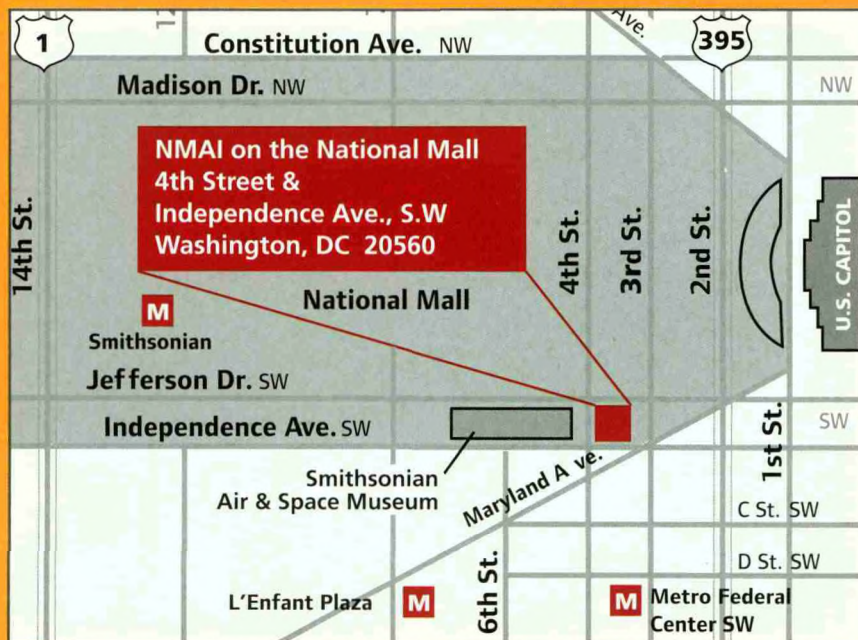 1
Ave.
395
Constitution Ave. NW
Madison Dr. NW
NW
NMAI on the National Mall
4th Street &
Independence Ave., S.W
Washington, DC 20560
14th St.
4th St.
3rd St.
2nd St.
U.S. CAPITOL
National Mall
M
Smithsonian
Jefferson Dr. SW
Independence Ave. SW
SW
1st St.
Smithsonian
Air & Space Museum
Maryland A ve.
C St. SW
D St. SW
6th St.
L'Enfant Plaza M
M Metro Federal
Center SW